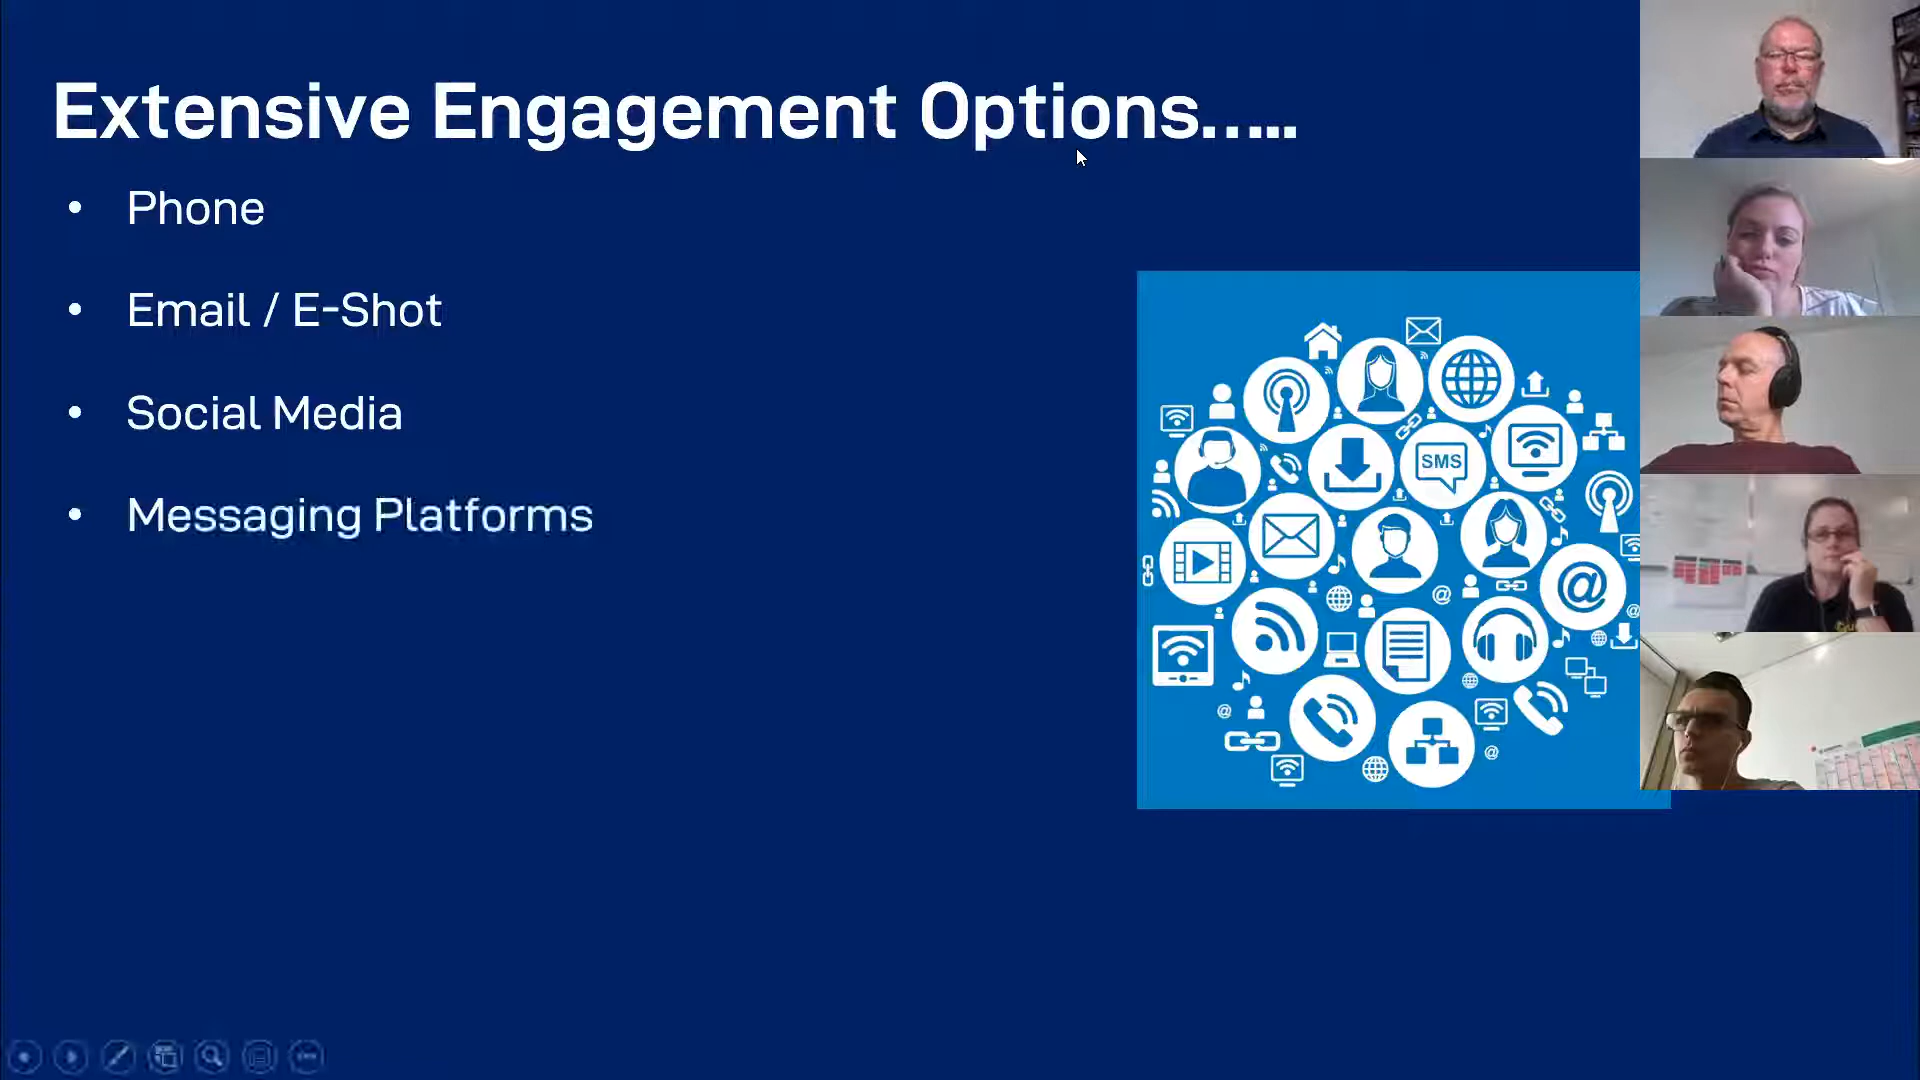 Extensive Engagement Options.....
• Phone
• Email / E-Shot
• Social Media
• Messaging Platforms
SMS
@
@
@
@
@
@